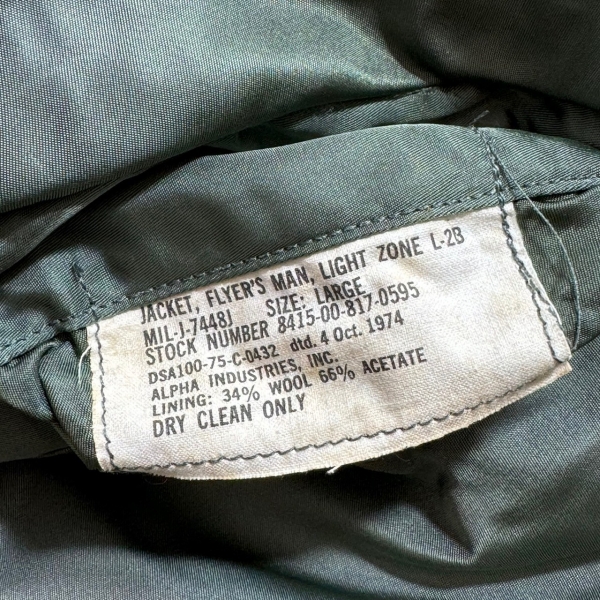 JACKET, FLYER'S MAN, LIGHT ZONE L-2B
MIL-J-7448J SIZE: LARGE
STOCK NUMBER 8415-00-817-0595
DSA100-75-C-0432 dtd. 4 Oct. 1974
ALPHA INDUSTRIES, INC.
LINING: 34% WOOL 66% ACETATE
DRY CLEAN ONLY